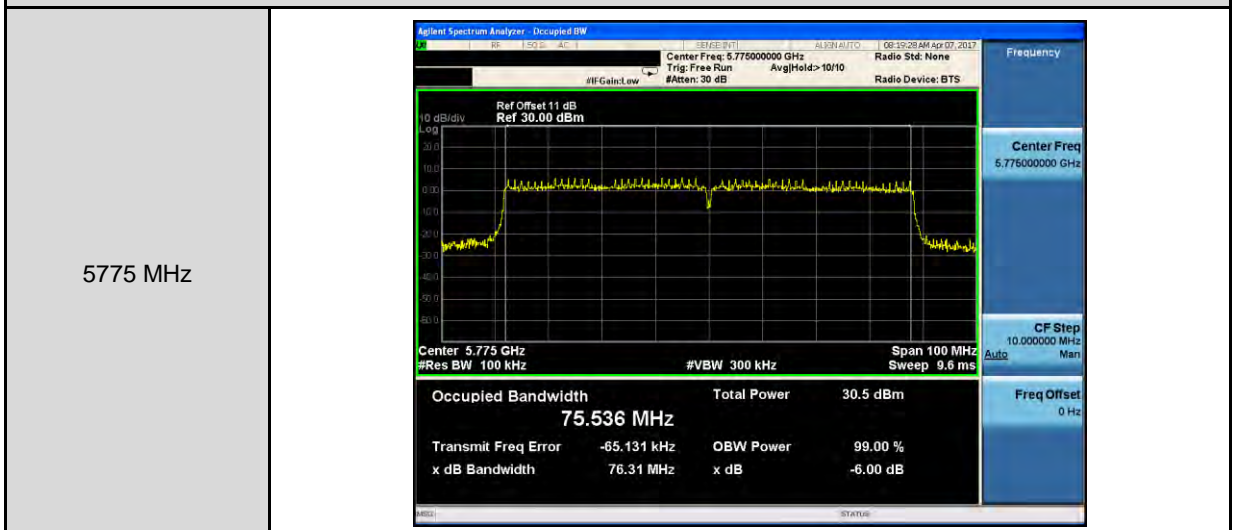 Agilent Spectrum Analyzer - Occupied BW
RF 50 Ω AC SENSE:INT ALIGN AUTO 08:19:28 AM Apr 07, 2017
Center Freq: 5.775000000 GHz Radio Std: None
Trig: Free Run Avg|Hold:> 10/10
#IFGain:Low #Atten: 30 dB Radio Device: BTS
Frequency
Ref Offset 11 dB
10 dB/div Ref 30.00 dBm
Log
20.0
10.0
0.00
-10.0
-20.0
-30.0
-40.0
-50.0
-60.0
Center Freq
5.775000000 GHz
5775 MHz
CF Step
10.000000 MHz
Auto Man
Center 5.775 GHz Span 100 MHz
#Res BW 100 kHz #VBW 300 kHz Sweep 9.6 ms
Freq Offset
0 Hz
Occupied Bandwidth Total Power 30.5 dBm
75.536 MHz
Transmit Freq Error -65.131 kHz OBW Power 99.00 %
x dB Bandwidth 76.31 MHz x dB -6.00 dB
MSG STATUS